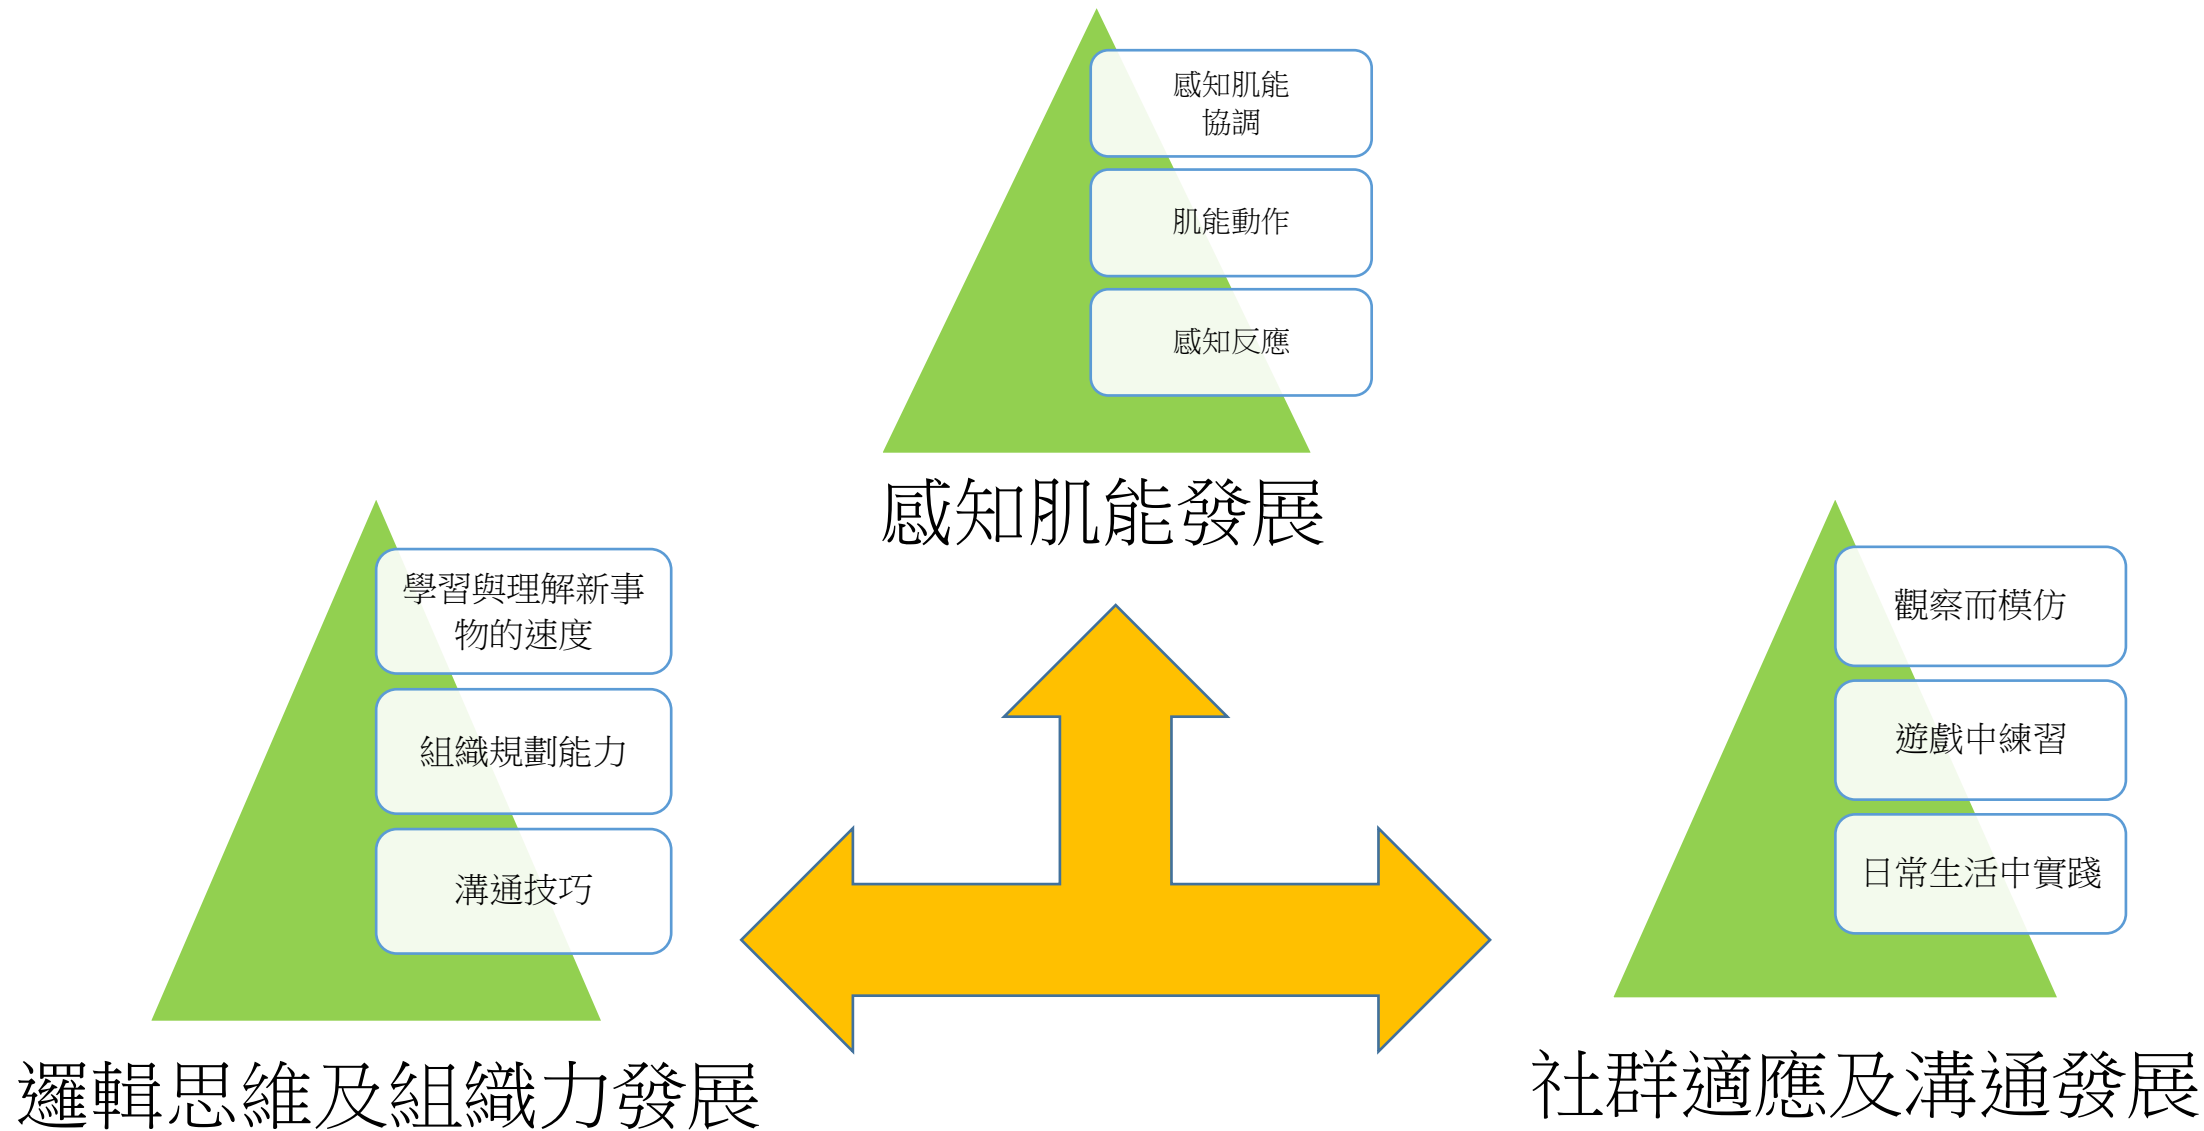 感知肌能
協調
肌能動作
感知反應
感知肌能發展
學習與理解新事
物的速度
組織規劃能力
溝通技巧
邏輯思維及組織力發展
觀察而模仿
遊戲中練習
日常生活中實踐
社群適應及溝通發展